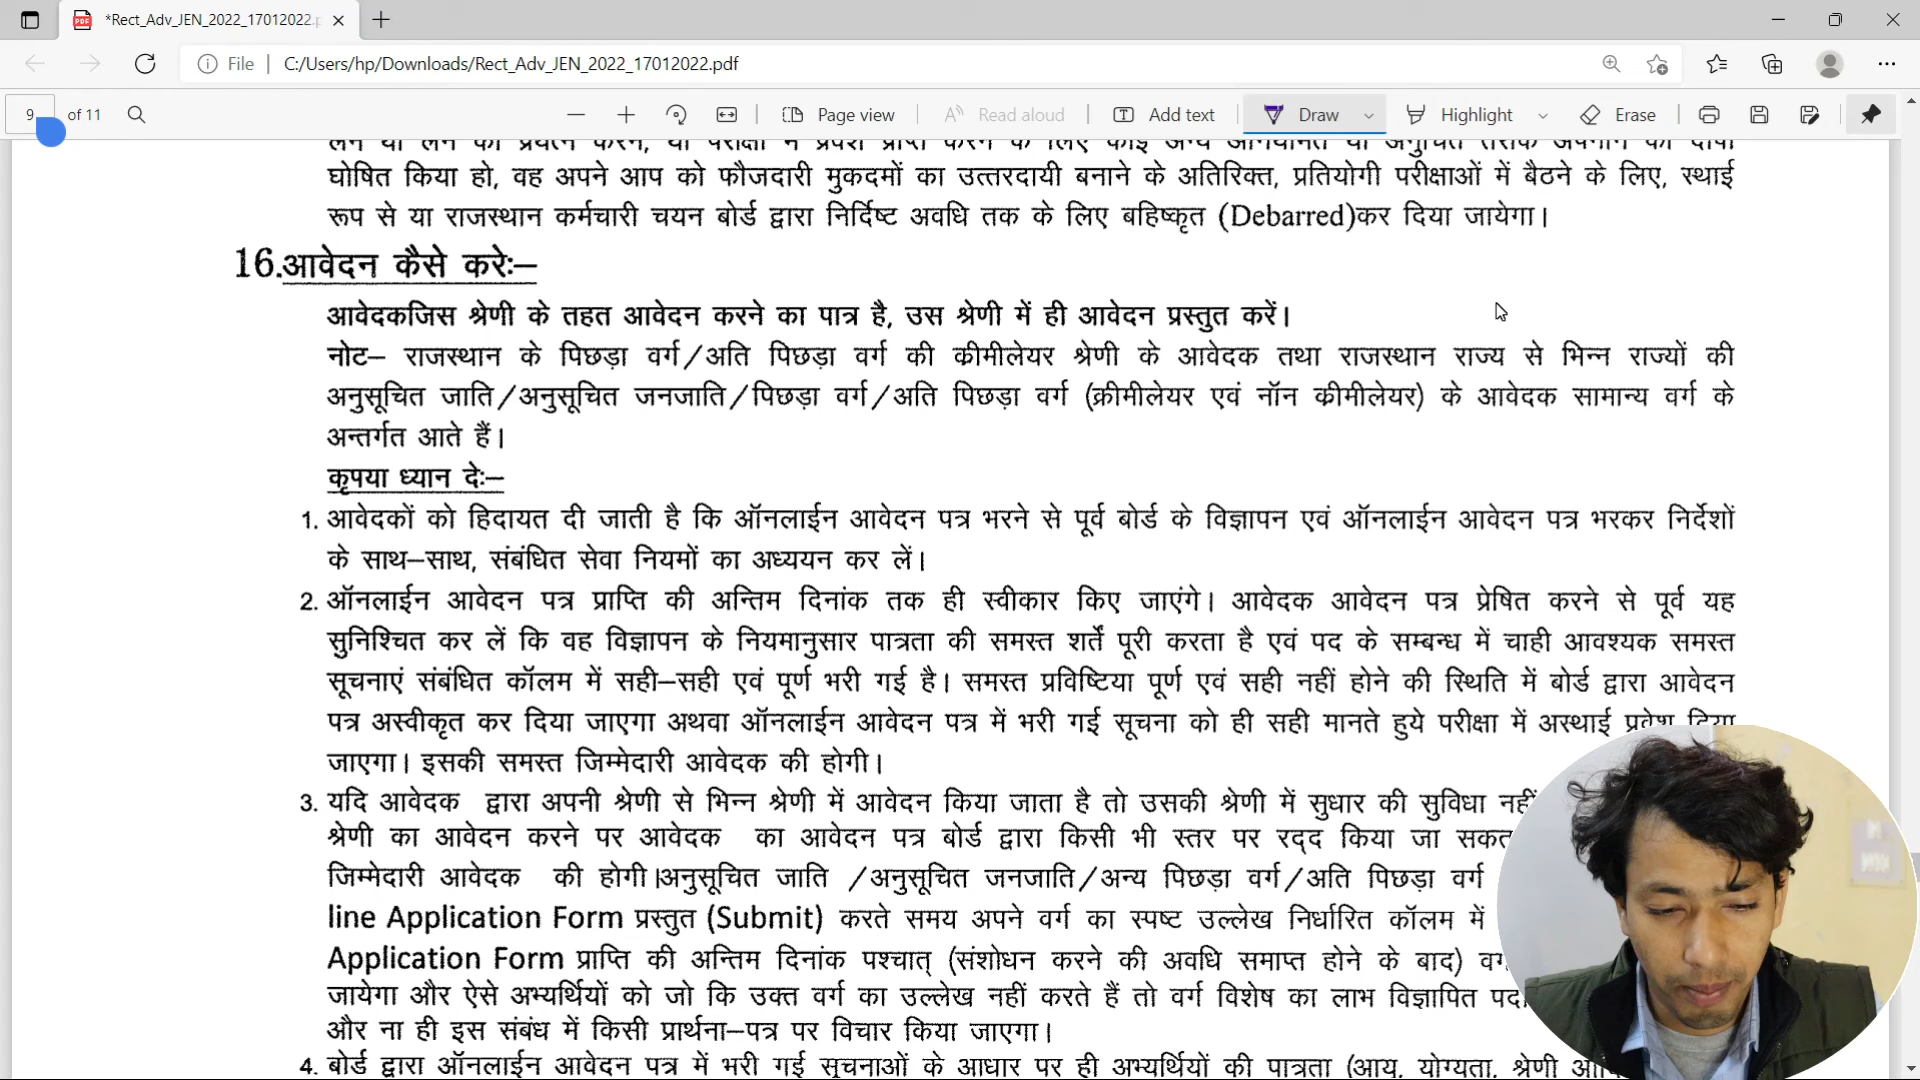 *Rect_Adv_JEN_2022_17012022.p
File | C:/Users/hp/Downloads/Rect_Adv_JEN_2022_17012022.pdf
9 of 11 Page view Read aloud Add text Draw Highlight Erase
घोषित किया हो, वह अपने आप को फौजदारी मुकदमों का उत्तरदायी बनाने के अतिरिक्त, प्रतियोगी परीक्षाओं में बैठने के लिए, स्थाई
रूप से या राजस्थान कर्मचारी चयन बोर्ड द्वारा निर्दिष्ट अवधि तक के लिए बहिष्कृत (Debarred)कर दिया जायेगा।
16.आवेदन कैसे करेः–
आवेदकजिस श्रेणी के तहत आवेदन करने का पात्र है, उस श्रेणी में ही आवेदन प्रस्तुत करें।
नोट– राजस्थान के पिछड़ा वर्ग/अति पिछड़ा वर्ग की क्रीमीलेयर श्रेणी के आवेदक तथा राजस्थान राज्य से भिन्न राज्यों की
अनुसूचित जाति/अनुसूचित जनजाति/पिछड़ा वर्ग/अति पिछड़ा वर्ग (क्रीमीलेयर एवं नॉन क्रीमीलेयर) के आवेदक सामान्य वर्ग के
अन्तर्गत आते हैं।
कृपया ध्यान देः–
1. आवेदकों को हिदायत दी जाती है कि ऑनलाईन आवेदन पत्र भरने से पूर्व बोर्ड के विज्ञापन एवं ऑनलाईन आवेदन पत्र भरकर निर्देशों
के साथ–साथ, संबंधित सेवा नियमों का अध्ययन कर लें।
2. ऑनलाईन आवेदन पत्र प्राप्ति की अन्तिम दिनांक तक ही स्वीकार किए जाएंगे। आवेदक आवेदन पत्र प्रेषित करने से पूर्व यह
सुनिश्चित कर लें कि वह विज्ञापन के नियमानुसार पात्रता की समस्त शर्तें पूरी करता है एवं पद के सम्बन्ध में चाही आवश्यक समस्त
सूचनाएं संबंधित कॉलम में सही–सही एवं पूर्ण भरी गई है। समस्त प्रविष्टिया पूर्ण एवं सही नहीं होने की स्थिति में बोर्ड द्वारा आवेदन
पत्र अस्वीकृत कर दिया जाएगा अथवा ऑनलाईन आवेदन पत्र में भरी गई सूचना को ही सही मानते हुये परीक्षा में अस्थाई प्रवेश दिया
जाएगा। इसकी समस्त जिम्मेदारी आवेदक की होगी।
3. यदि आवेदक द्वारा अपनी श्रेणी से भिन्न श्रेणी में आवेदन किया जाता है तो उसकी श्रेणी में सुधार की सुविधा नहीं
श्रेणी का आवेदन करने पर आवेदक का आवेदन पत्र बोर्ड द्वारा किसी भी स्तर पर रद्द किया जा सकत
जिम्मेदारी आवेदक की होगी।अनुसूचित जाति /अनुसूचित जनजाति/अन्य पिछड़ा वर्ग/अति पिछड़ा वर्ग
line Application Form प्रस्तुत (Submit) करते समय अपने वर्ग का स्पष्ट उल्लेख निर्धारित कॉलम में
Application Form प्राप्ति की अन्तिम दिनांक पश्चात् (संशोधन करने की अवधि समाप्त होने के बाद)
जायेगा और ऐसे अभ्यर्थियों को जो कि उक्त वर्ग का उल्लेख नहीं करते हैं तो वर्ग विशेष का लाभ विज्ञापित
और ना ही इस संबंध में किसी प्रार्थना–पत्र पर विचार किया जाएगा।
4. बोर्ड द्वारा ऑनलाईन आवेदन पत्र में भरी गई सूचनाओं के आधार पर ही अभ्यर्थियों की पात्रता (आयु, योग्यता, श्रेणी